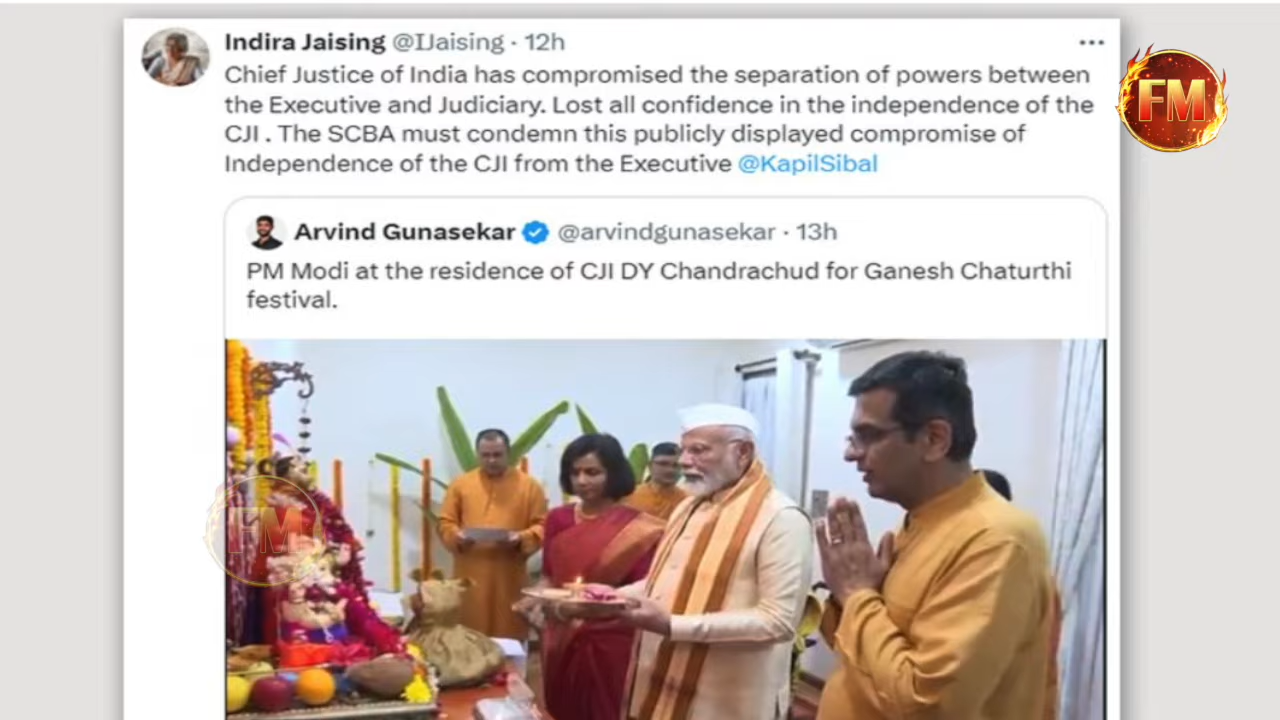 Indira Jaising @IJaising · 12h
Chief Justice of India has compromised the separation of powers between
the Executive and Judiciary. Lost all confidence in the independence of the
CJI . The SCBA must condemn this publicly displayed compromise of
Independence of the CJI from the Executive @KapilSibal
FM
Arvind Gunasekar @arvindgunasekar · 13h
PM Modi at the residence of CJI DY Chandrachud for Ganesh Chaturthi
festival.
FM